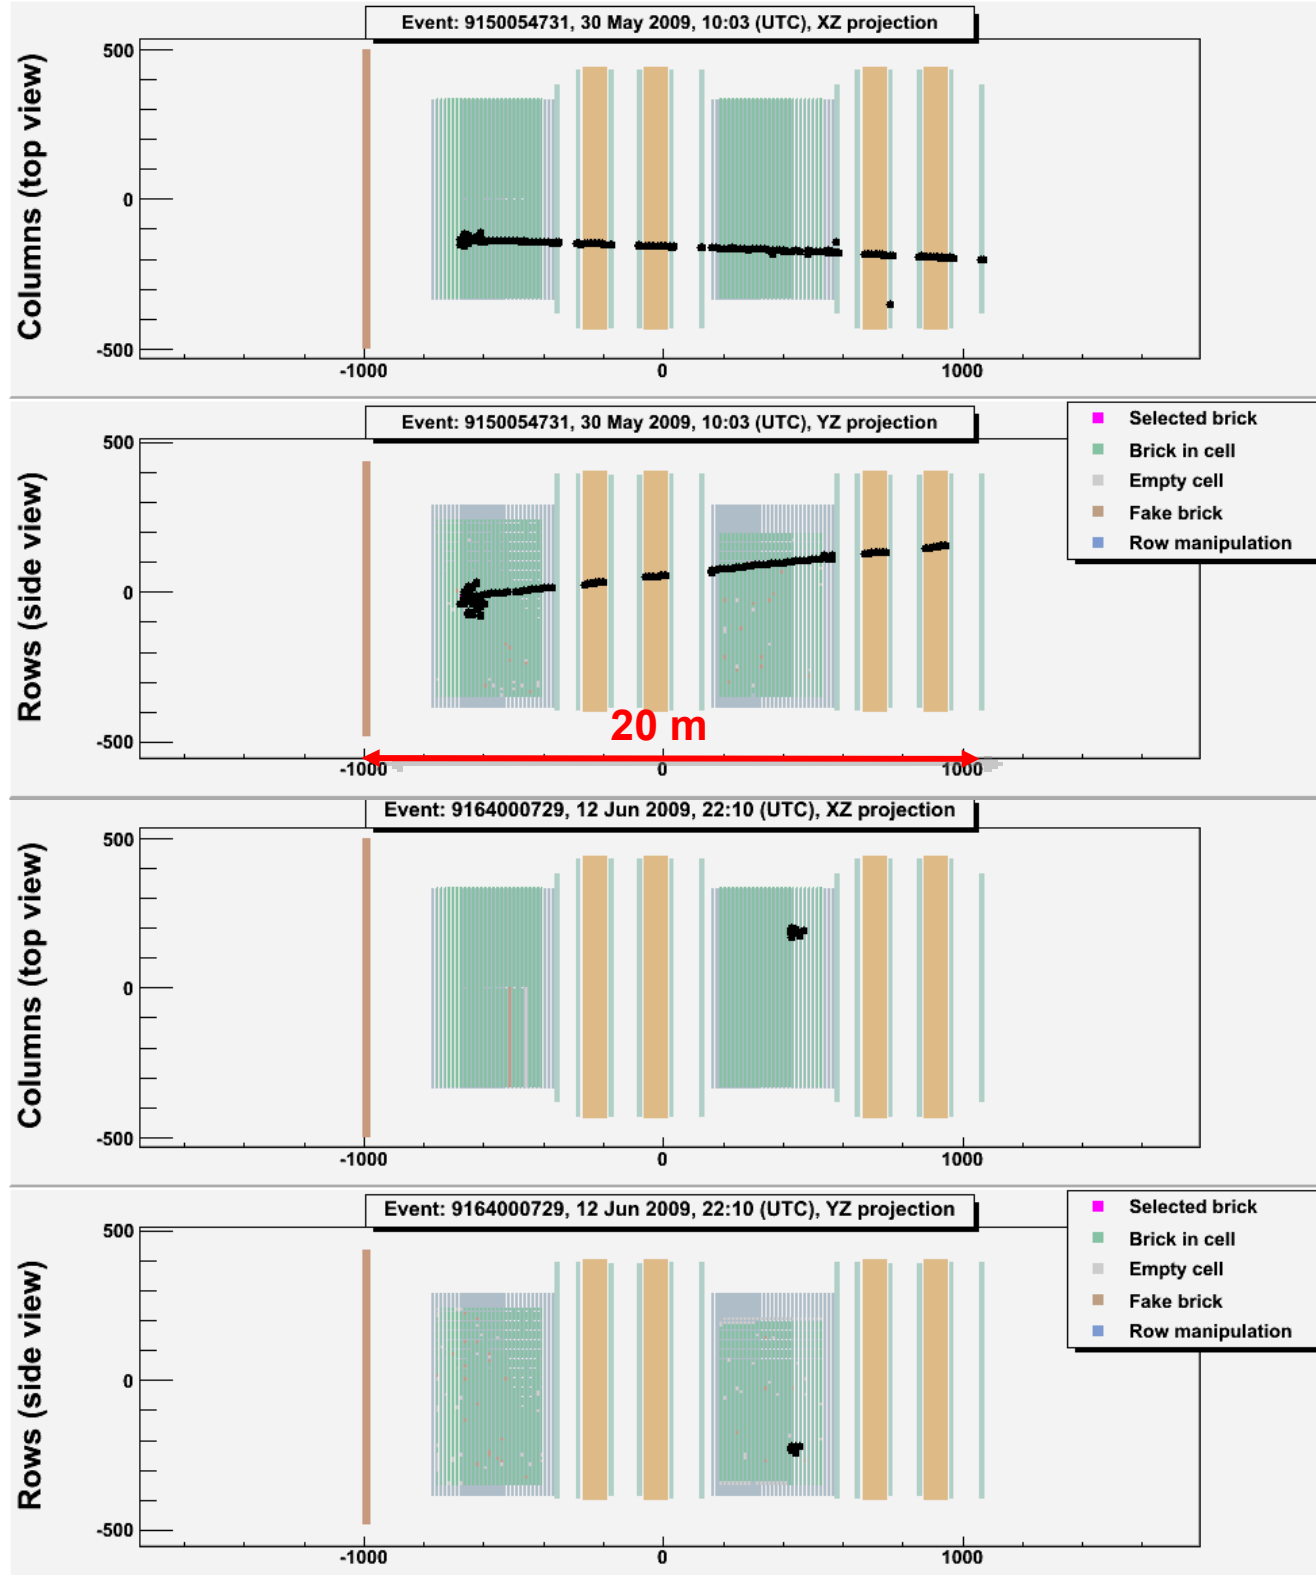 Event: 9150054731, 30 May 2009, 10:03 (UTC), XZ projection
Columns (top view)
500
0
-500
-1000
0
1000
Event: 9150054731, 30 May 2009, 10:03 (UTC), YZ projection
Rows (side view)
500
0
-500
Selected brick
Brick in cell
Empty cell
Fake brick
Row manipulation
20 m
-1000
0
1000
Event: 9164000729, 12 Jun 2009, 22:10 (UTC), XZ projection
Columns (top view)
500
0
-500
-1000
0
1000
Event: 9164000729, 12 Jun 2009, 22:10 (UTC), YZ projection
Rows (side view)
500
0
-500
Selected brick
Brick in cell
Empty cell
Fake brick
Row manipulation
-1000
0
1000